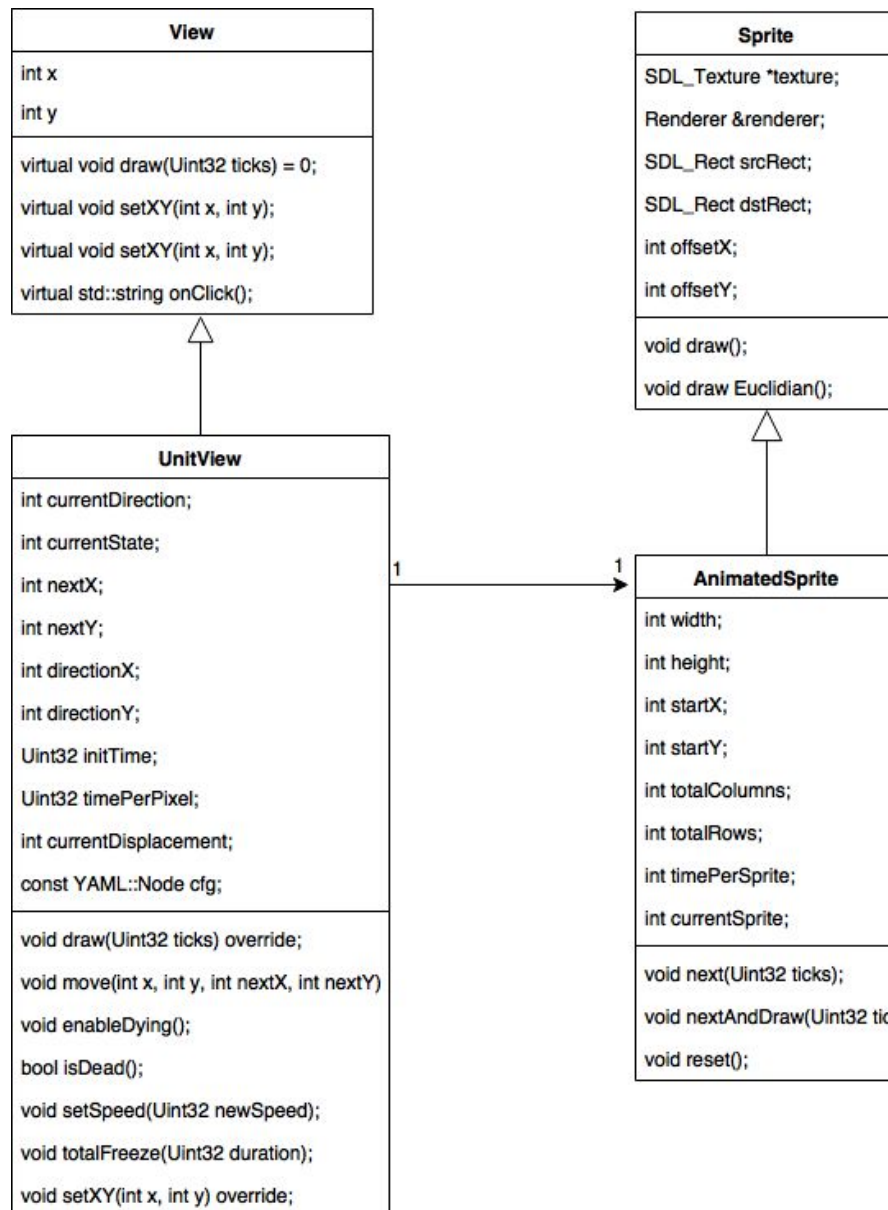 View
int x
int y
virtual void draw(Uint32 ticks) = 0;
virtual void setXY(int x, int y);
virtual void setXY(int x, int y);
virtual std::string onClick();
UnitView
int currentDirection;
int currentState;
int nextX;
int nextY;
int directionX;
int directionY;
Uint32 initTime;
Uint32 timePerPixel;
int currentDisplacement;
const YAML::Node cfg;
void draw(Uint32 ticks) override;
void move(int x, int y, int nextX, int nextY)
void enableDying();
bool isDead();
void setSpeed(Uint32 newSpeed);
void totalFreeze(Uint32 duration);
void setXY(int x, int y) override;
1
1
Sprite
SDL_Texture *texture;
Renderer &renderer;
SDL_Rect srcRect;
SDL_Rect dstRect;
int offsetX;
int offsetY;
void draw();
void draw Euclidian();
AnimatedSprite
int width;
int height;
int startX;
int startY;
int totalColumns;
int totalRows;
int timePerSprite;
int currentSprite;
void next(Uint32 ticks);
void nextAndDraw(Uint32
void reset();